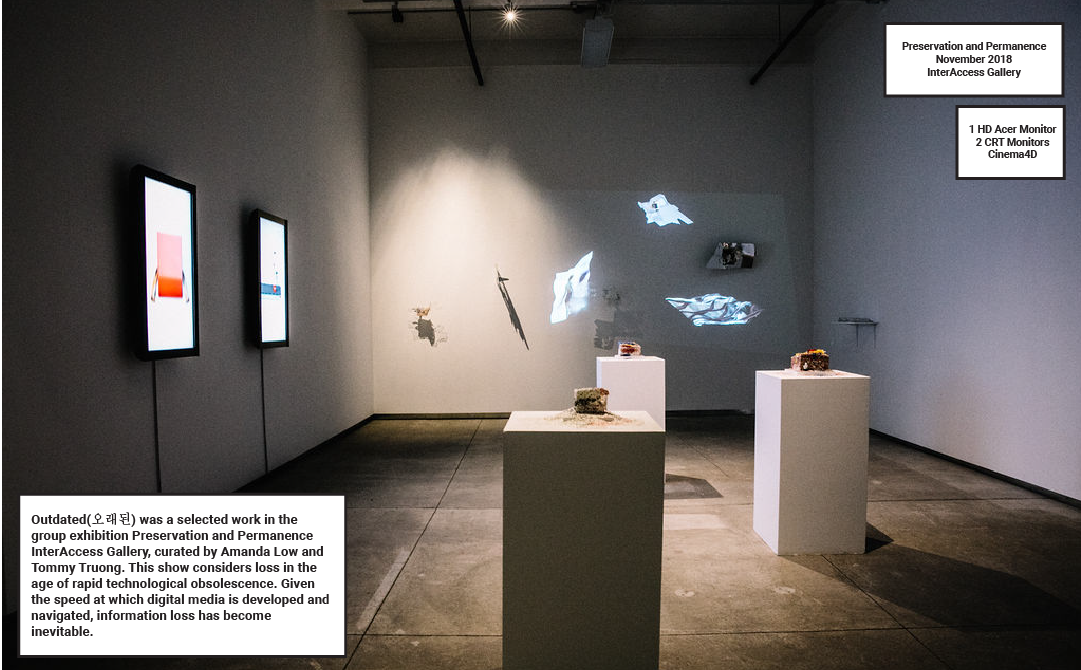 Preservation and Permanence
November 2018
InterAccess Gallery
1 HD Acer Monitor
2 CRT Monitors
Cinema4D
Outdated(오래된) was a selected work in the
group exhibition Preservation and Permanence
InterAccess Gallery, curated by Amanda Low and
Tommy Truong. This show considers loss in the
age of rapid technological obsolescence. Given
the speed at which digital media is developed and
navigated, information loss has become
inevitable.